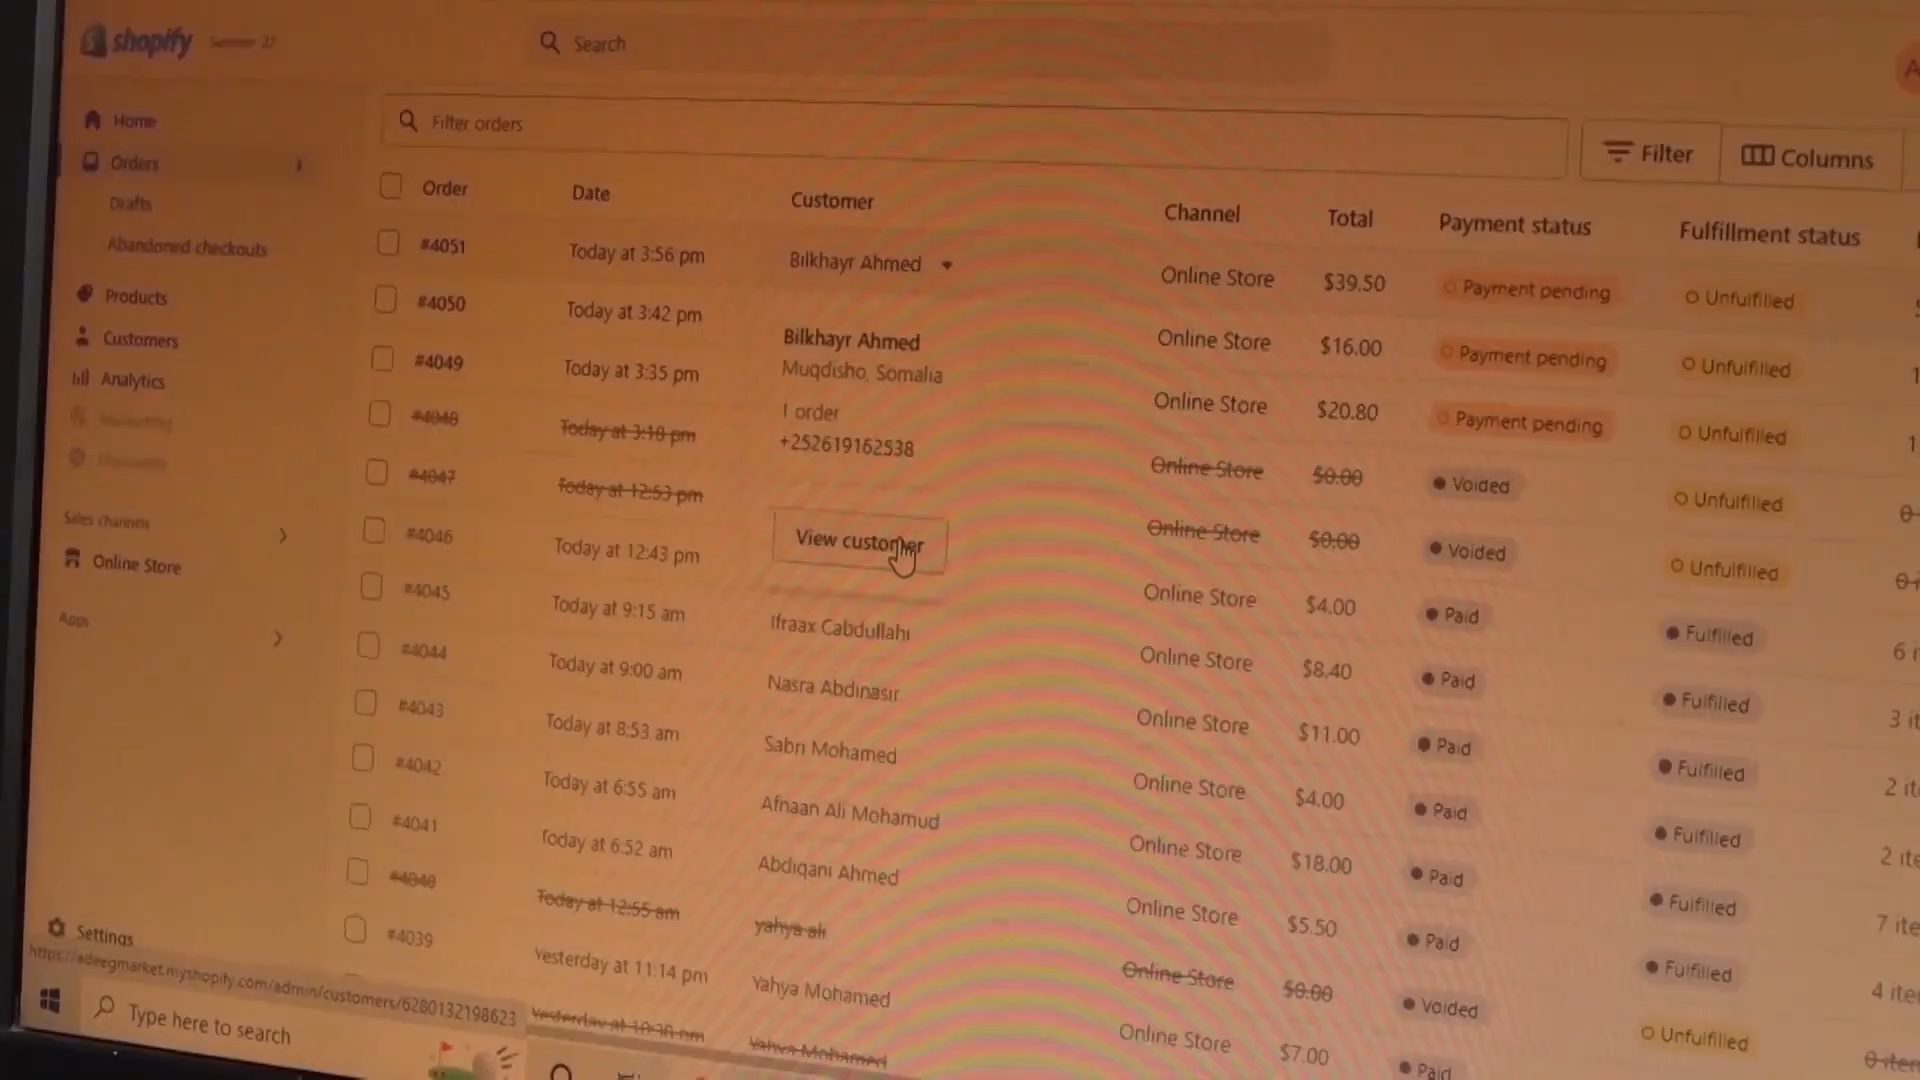 shopify Summer '22
Search
Home
Orders
Drafts
Abandoned checkouts
Products
Customers
Analytics
Marketing
Discounts
Sales channels
Online Store
Apps
Settings
Filter orders
Filter
Columns
Order Date Customer Channel Total Payment status Fulfillment status
#4051 Today at 3:56 pm Bilkhayr Ahmed Online Store $39.50 Payment pending Unfulfilled
#4050 Today at 3:42 pm Online Store $16.00 Payment pending Unfulfilled
#4049 Today at 3:35 pm Online Store $20.80 Payment pending Unfulfilled
#4048 Today at 3:18 pm Online Store $0.00 Voided Unfulfilled
#4047 Today at 12:53 pm Online Store $0.00 Voided Unfulfilled
#4046 Today at 12:43 pm Online Store $4.00 Paid Fulfilled
#4045 Today at 9:15 am Ifraax Cabdullahi Online Store $8.40 Paid Fulfilled
#4044 Today at 9:00 am Nasra Abdinasir Online Store $11.00 Paid Fulfilled
#4043 Today at 8:53 am Sabri Mohamed Online Store $4.00 Paid Fulfilled
#4042 Today at 6:55 am Afnaan Ali Mohamud Online Store $18.00 Paid Fulfilled
#4041 Today at 6:52 am Abdiqani Ahmed Online Store $5.50 Paid Fulfilled
#4040 Today at 12:55 am yahya ali Online Store $0.00 Voided Unfulfilled
#4039 Yesterday at 11:14 pm Yahya Mohamed Online Store $7.00 Paid
Yesterday at 10:30 pm Yahya Mohamed
Bilkhayr Ahmed
Muqdisho, Somalia
1 order
+252619162538
View customer
https://adeegmarket.myshopify.com/admin/customers/6280132198623
Type here to search